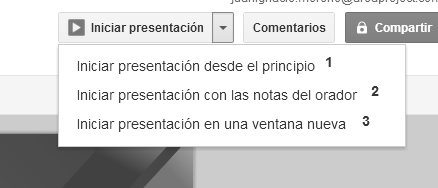 Iniciar presentación
Comentarios
Compartir
Iniciar presentación desde el principio 1
Iniciar presentación con las notas del orador 2
Iniciar presentación en una ventana nueva 3